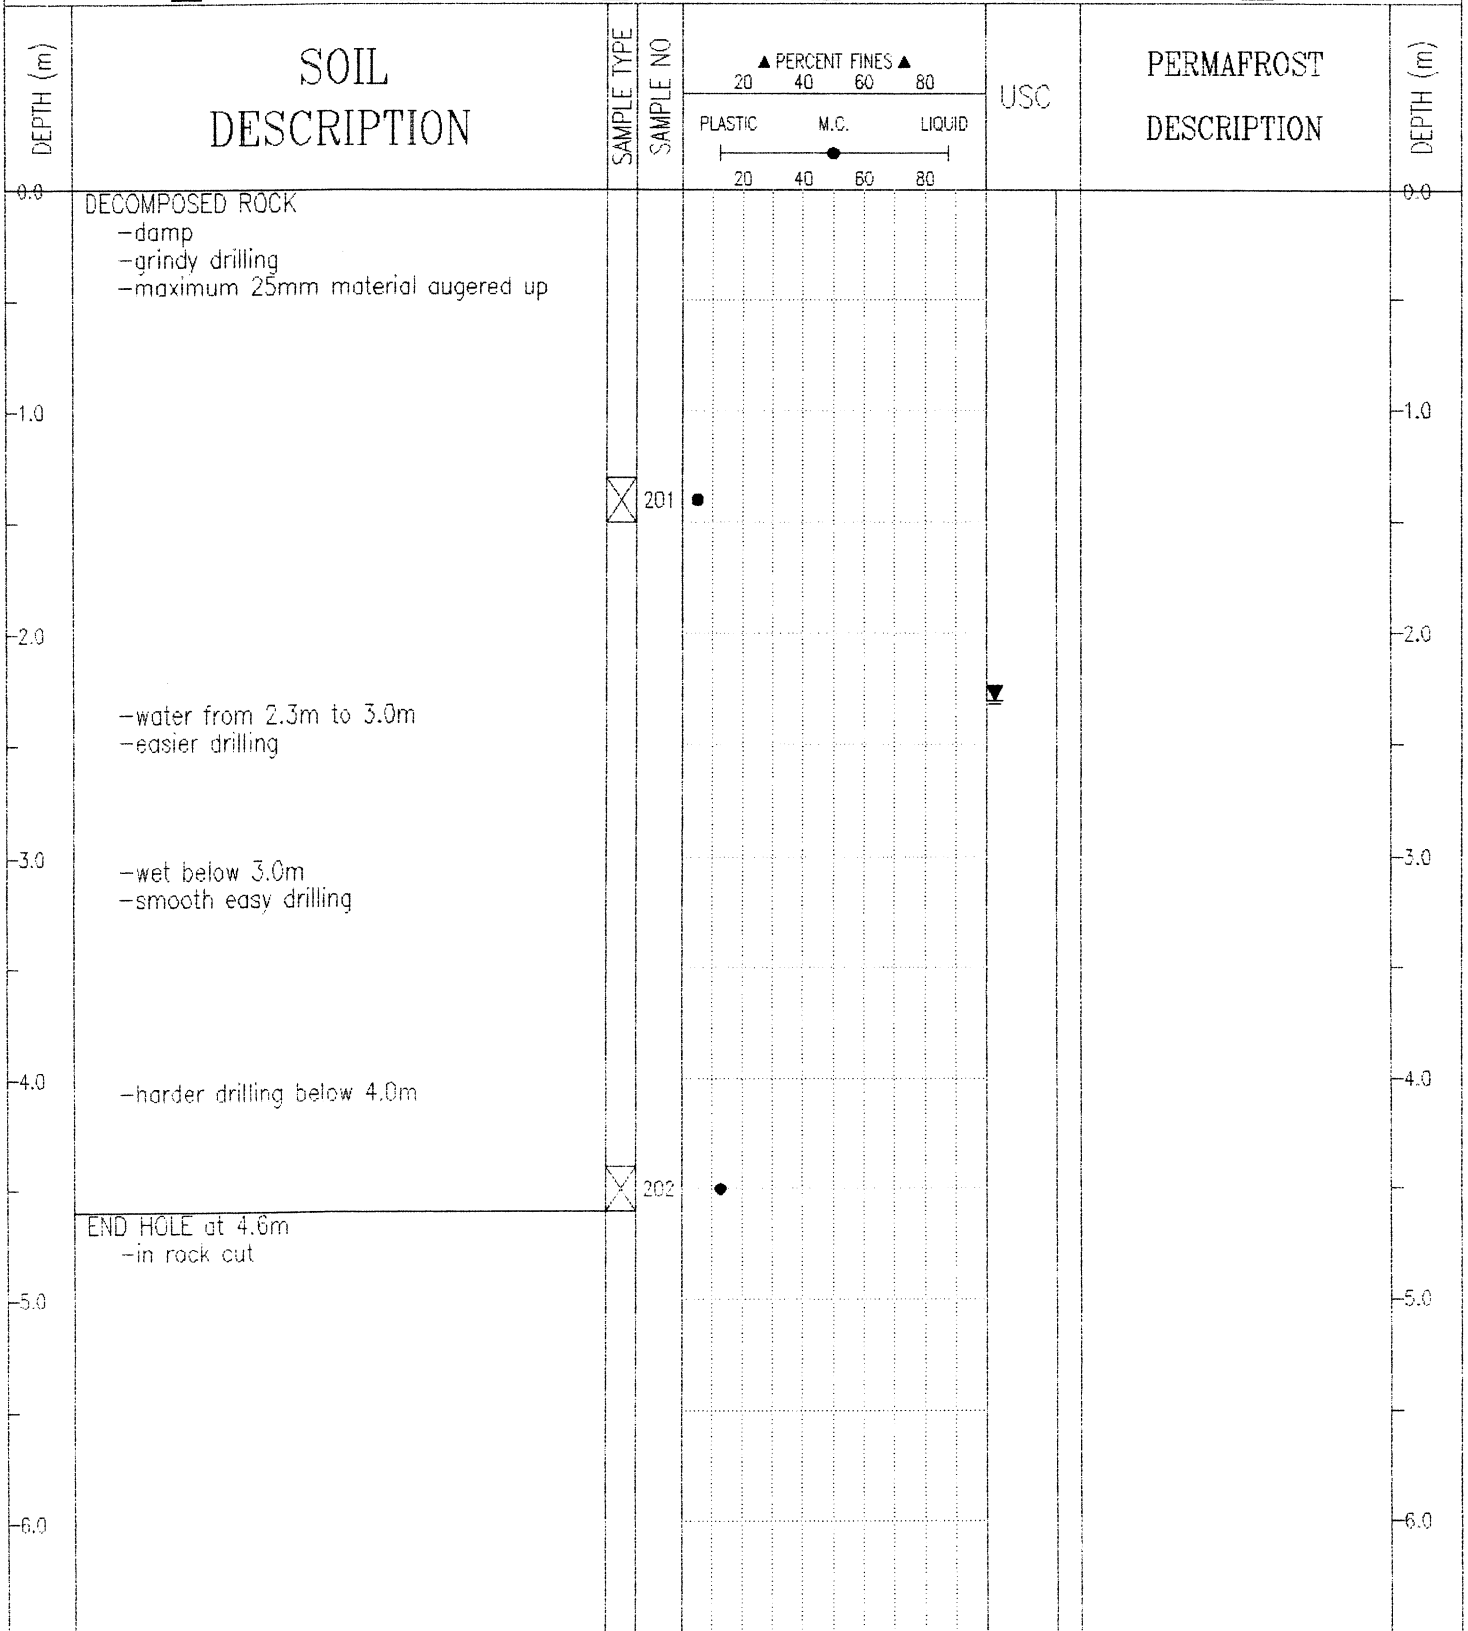 DEPTH (m)
SOIL
DESCRIPTION
SAMPLE TYPE
SAMPLE NO
▲ PERCENT FINES ▲
20 40 60 80
PLASTIC M.C. LIQUID
20 40 60 80
USC
PERMAFROST
DESCRIPTION
DEPTH (m)
0.0 0.0
DECOMPOSED ROCK
-damp
-grindy drilling
-maximum 25mm material augered up
1.0 1.0
201
2.0 2.0
-water from 2.3m to 3.0m
-easier drilling
3.0 3.0
-wet below 3.0m
-smooth easy drilling
4.0 4.0
-harder drilling below 4.0m
202
END HOLE at 4.6m
-in rock cut
5.0 5.0
6.0 6.0